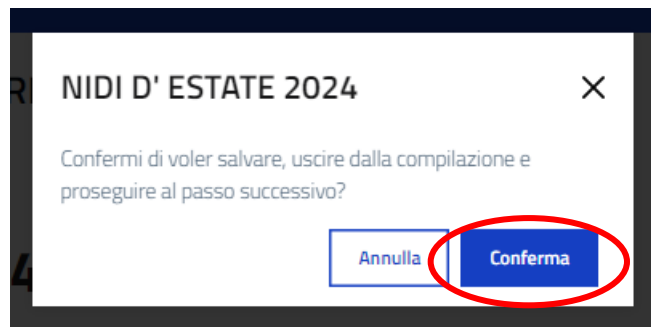 NIDI D' ESTATE 2024
Confermi di voler salvare, uscire dalla compilazione e
proseguire al passo successivo?
Annulla
Conferma